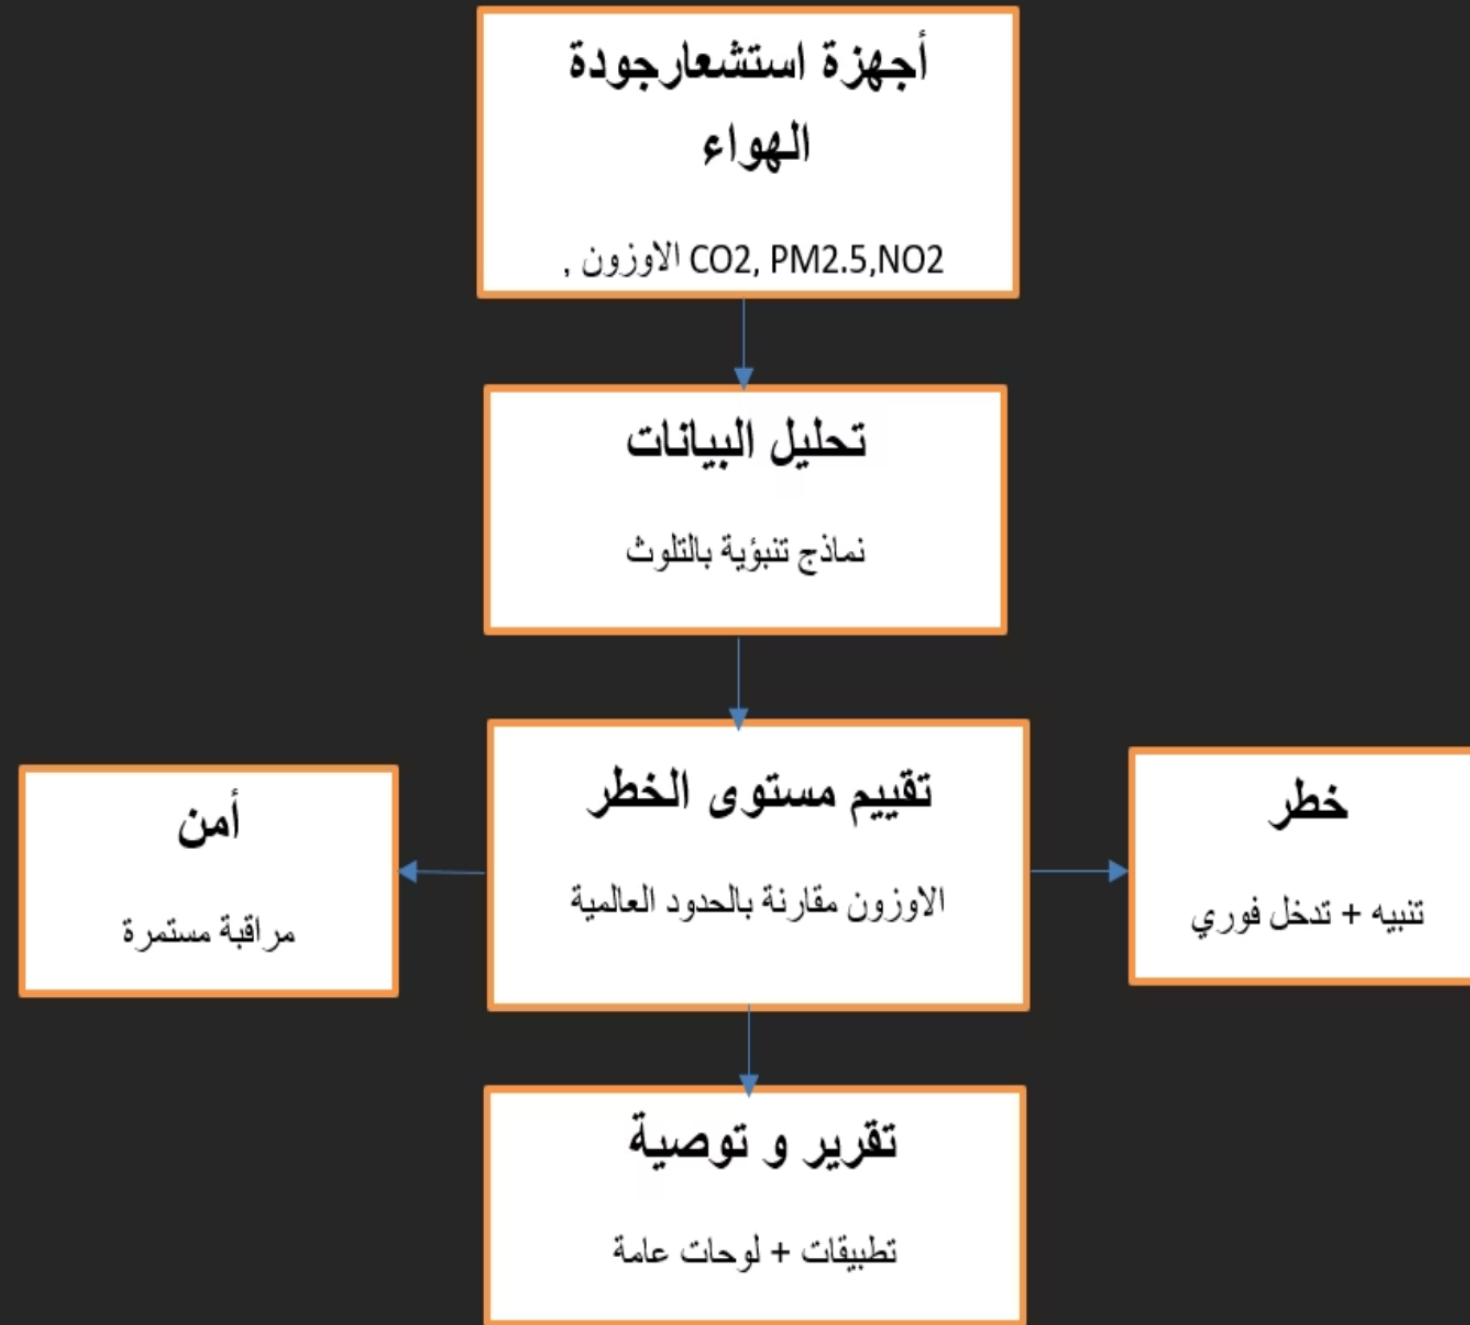 أجهزة استشعارجودة
الهواء
CO2, PM2.5,NO2 الاوزون ,
تحليل البيانات
نماذج تنبؤية بالتلوث
تقييم مستوى الخطر
الاوزون مقارنة بالحدود العالمية
خطر
تنبيه + تدخل فوري
أمن
مراقبة مستمرة
تقرير و توصية
تطبيقات + لوحات عامة